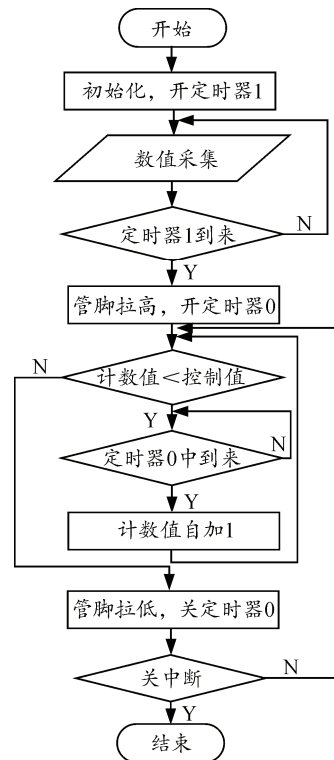 开始
初始化，开定时器1
数值采集
定时器1到来
N
Y
管脚拉高，开定时器0
计数值＜控制值
N
Y
定时器0中到来
N
Y
计数值自加1
管脚拉低，关定时器0
关中断
N
Y
结束